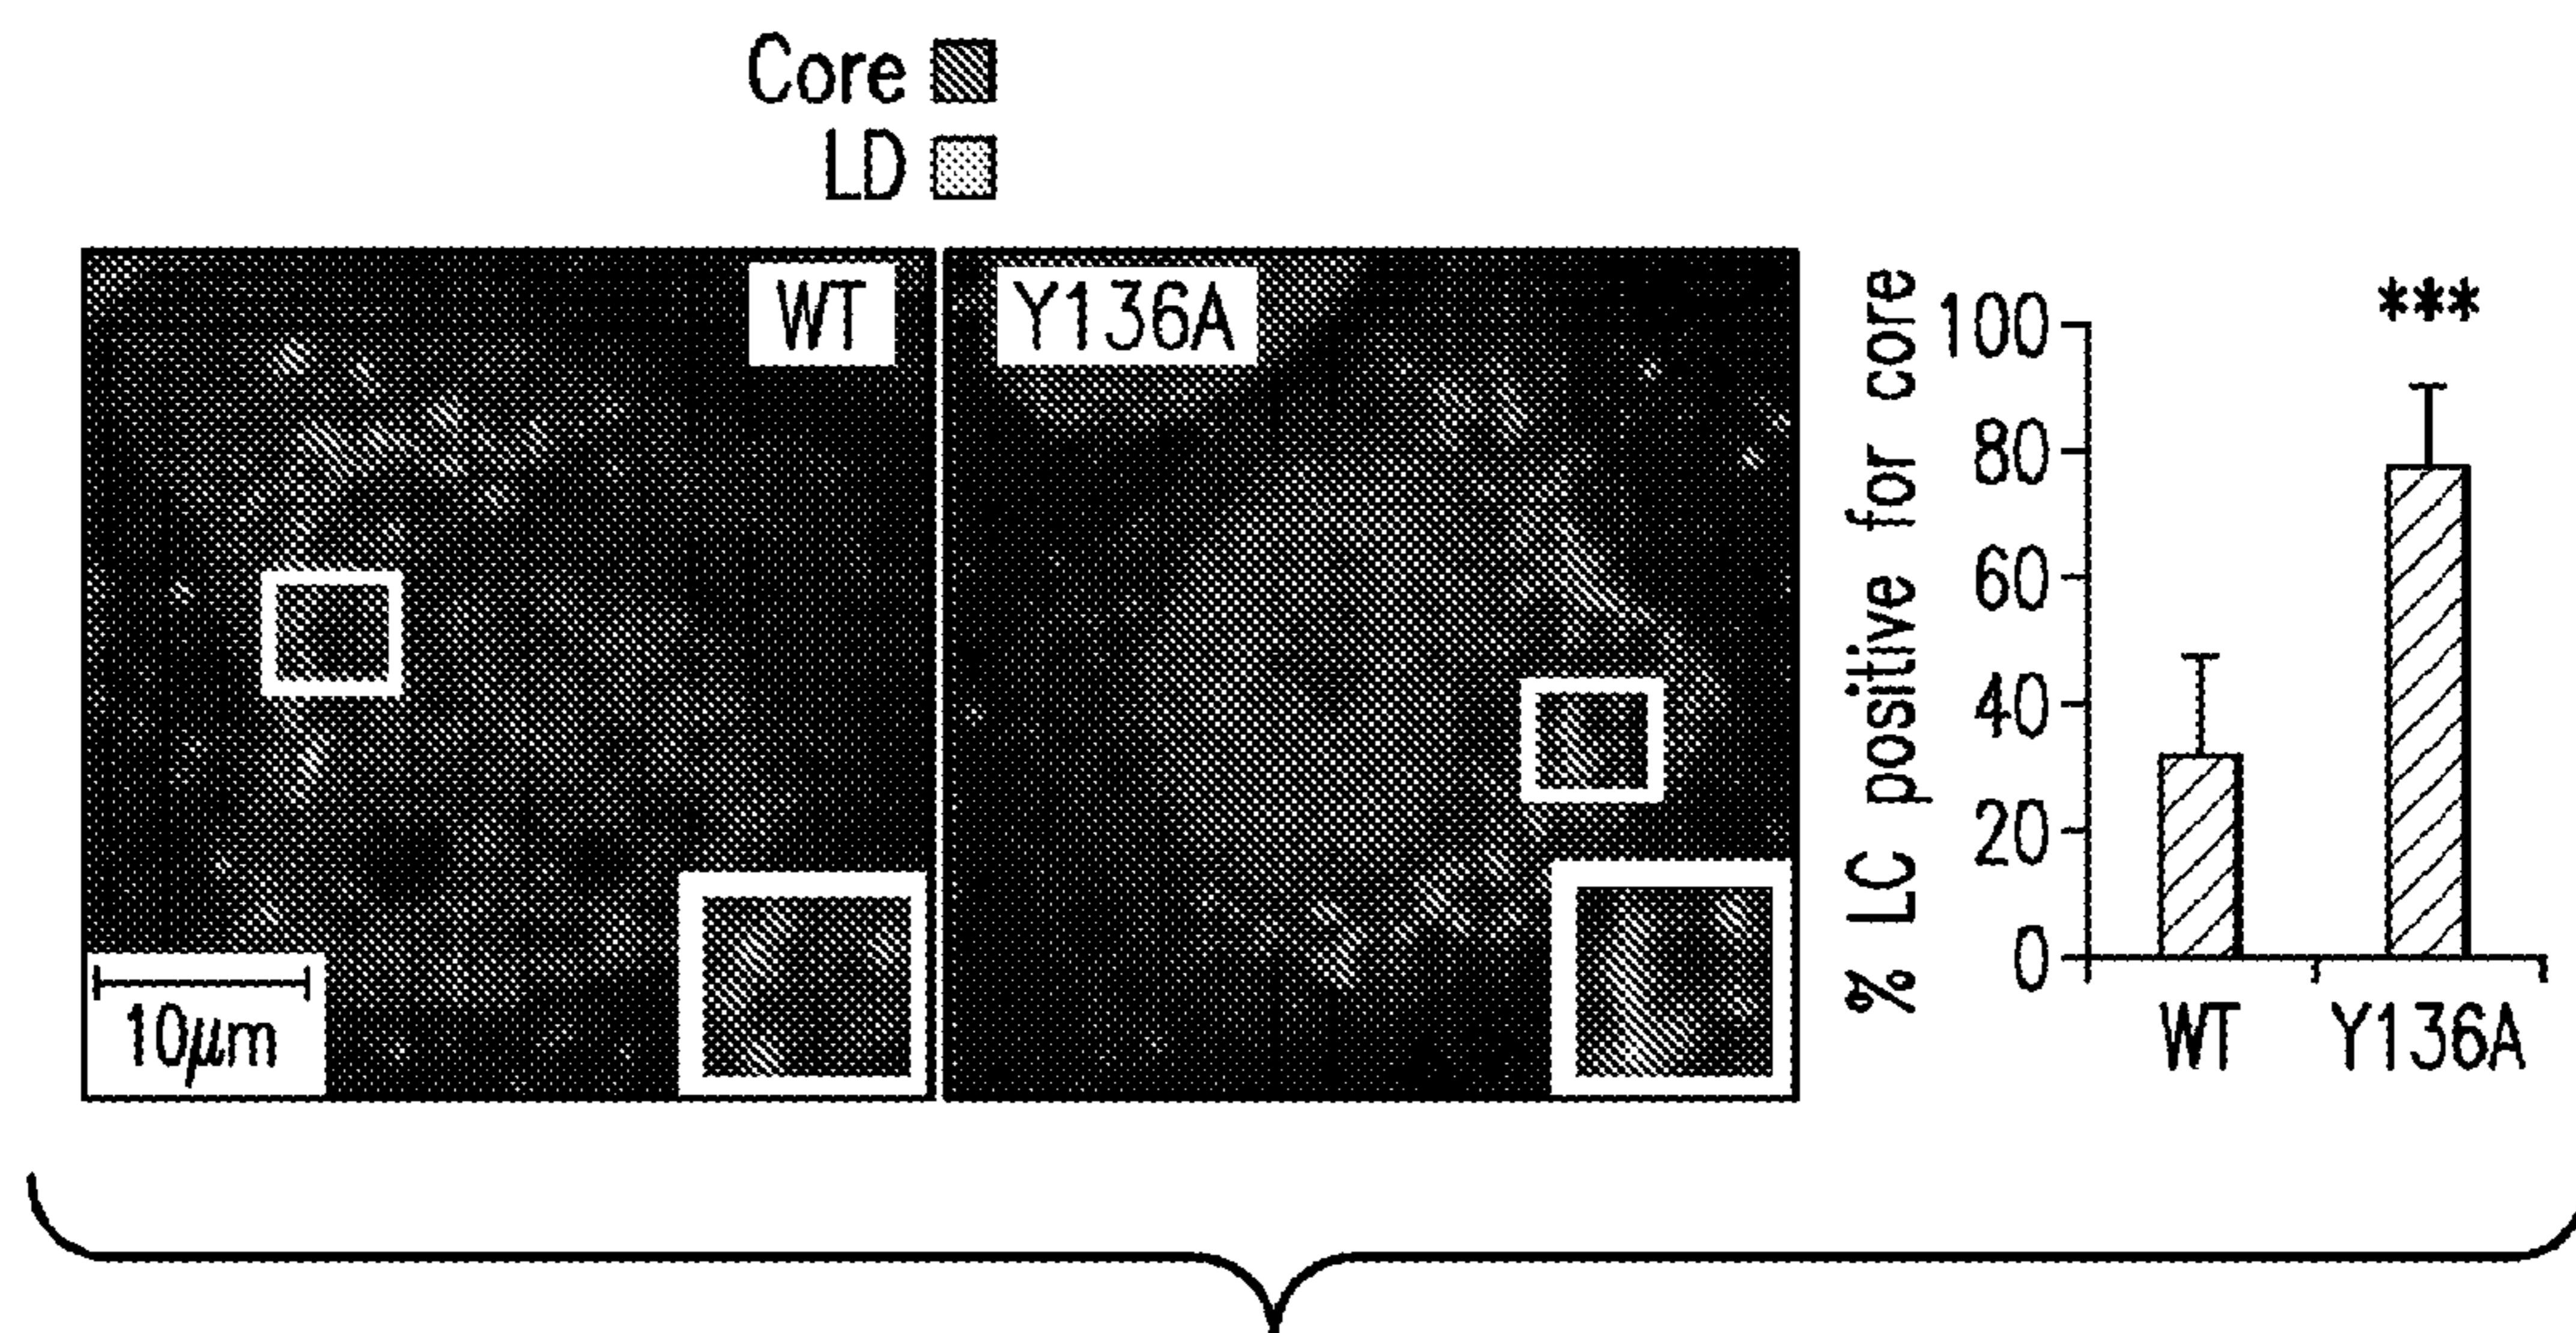 Core
LD
WT
Y136A
10μm
% LC positive for core
100
80
60
40
20
0
***
WT
Y136A